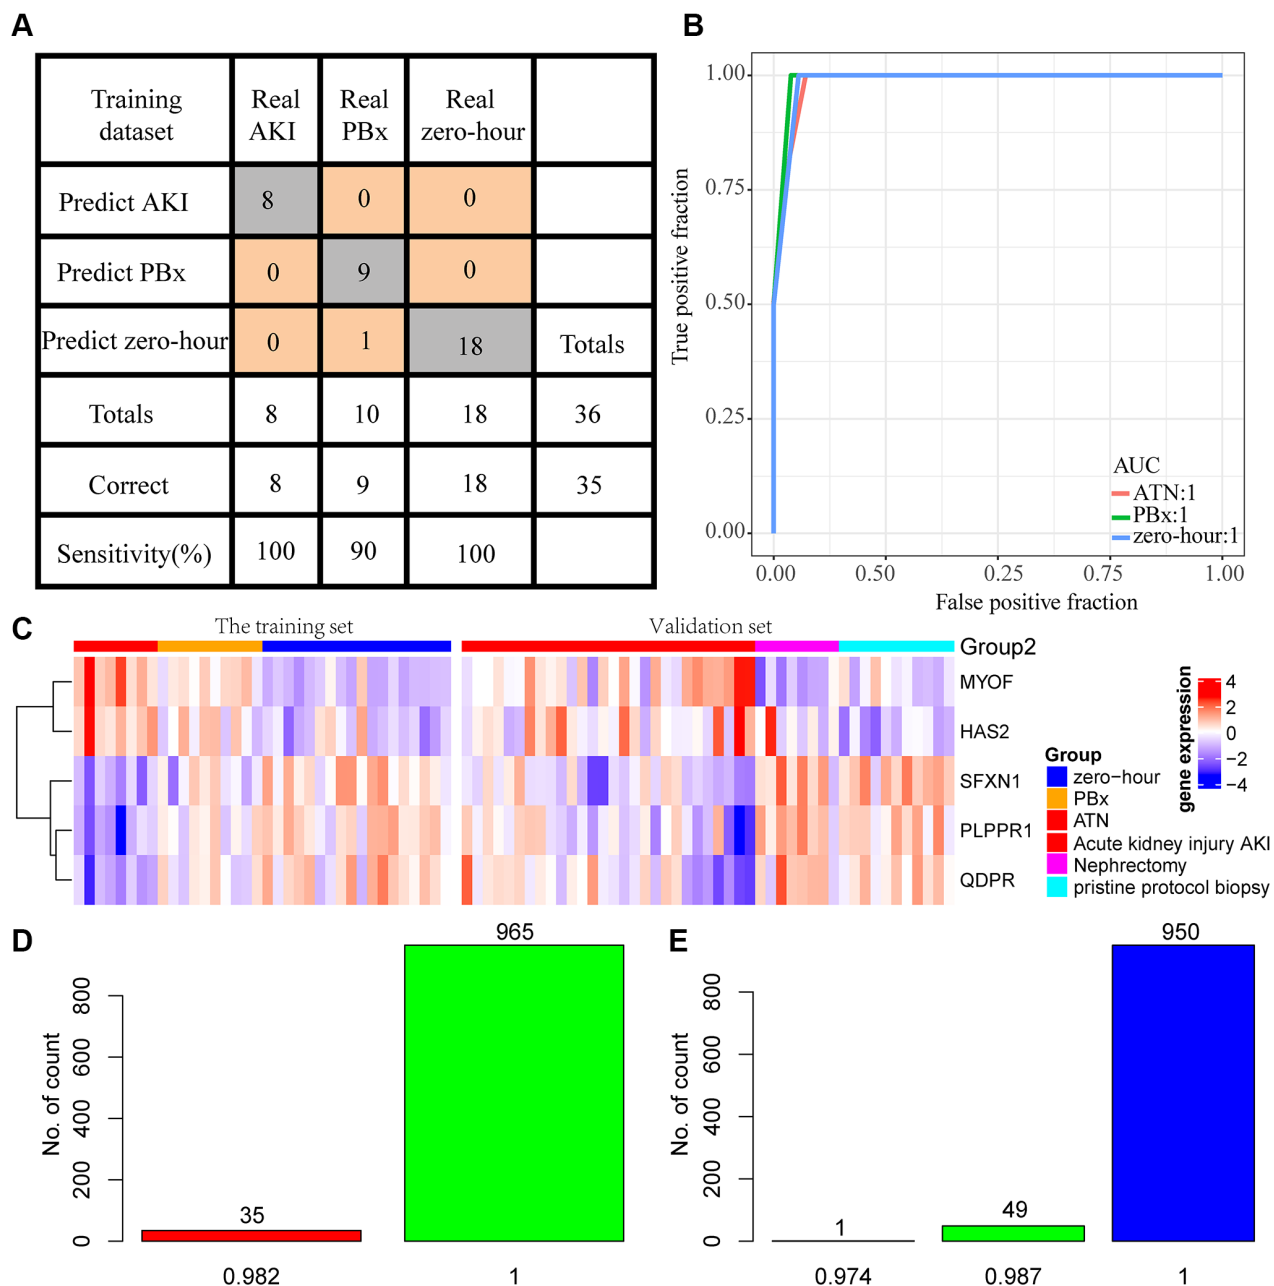 A
Training dataset
Real AKI
Real PBx
Real zero-hour
Predict AKI
8
0
0
Predict PBx
0
9
0
Predict zero-hour
0
1
18
Totals
Totals
8
10
18
36
Correct
8
9
18
35
Sensitivity(%)
100
90
100
B
True positive fraction
1.00
0.75
0.50
0.25
0.00
AUC
ATN:1
PBx:1
zero-hour:1
0.00
0.50
0.25
0.75
1.00
False positive fraction
C
The training set
Validation set
Group2
MYOF
HAS2
SFXN1
PLPPR1
QDPR
Group
zero-hour
PBx
ATN
Acute kidney injury AKI
Nephrectomy
pristine protocol biopsy
gene expression
4
2
0
−2
−4
D
No. of count
800
600
400
200
0
35
965
0.982
1
E
No. of count
800
600
400
200
0
1
49
950
0.974
0.987
1